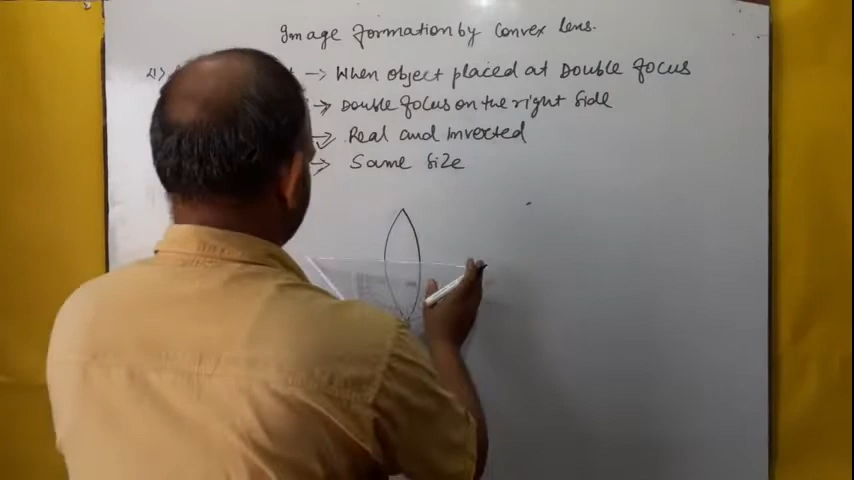 Image formation by Convex lens.
4) → When object placed at Double focus
→ Double focus on the right side
→ Real and inverted
→ Same size